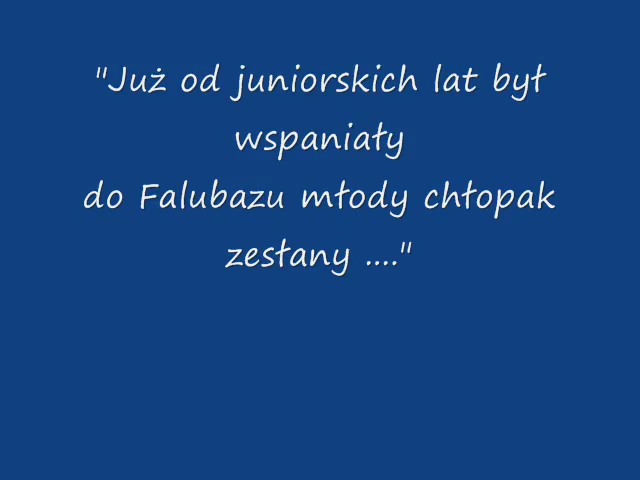 "Już od juniorskich lat był
wspaniały
do Falubazu młody chłopak
zesłany ...."